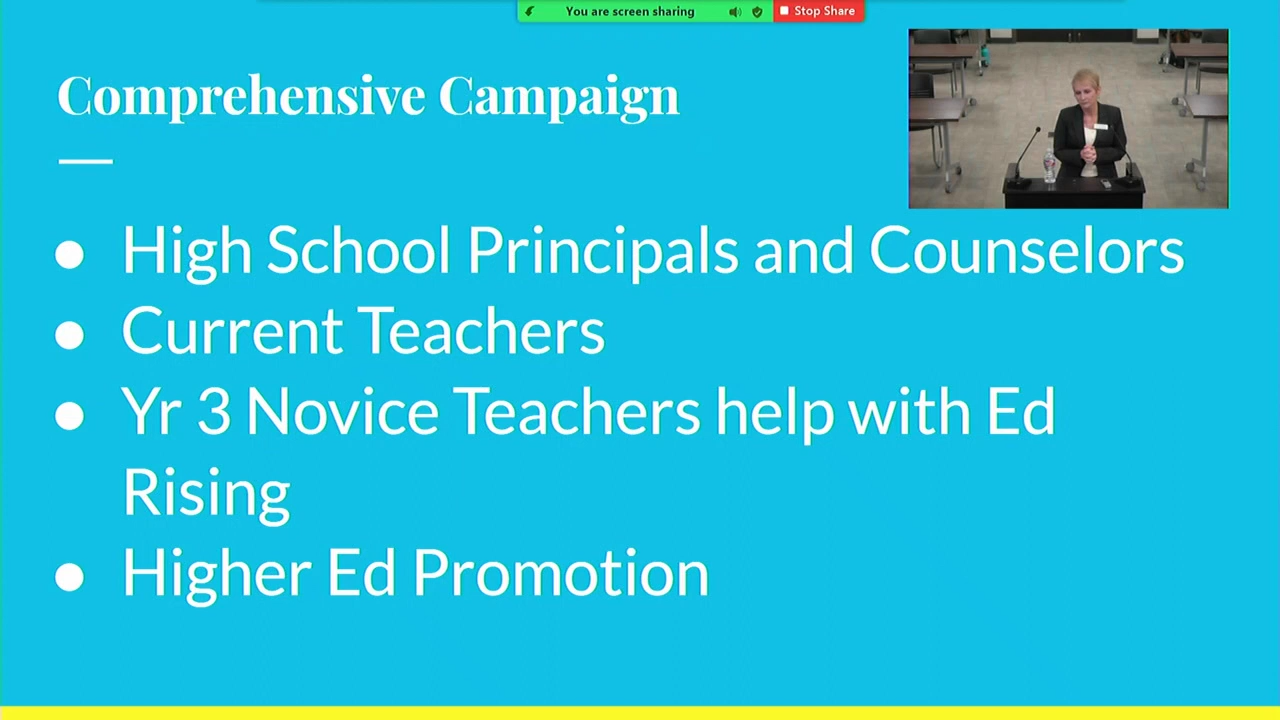 You are screen sharing
Stop Share
Comprehensive Campaign
● High School Principals and Counselors
● Current Teachers
● Yr 3 Novice Teachers help with Ed
Rising
● Higher Ed Promotion